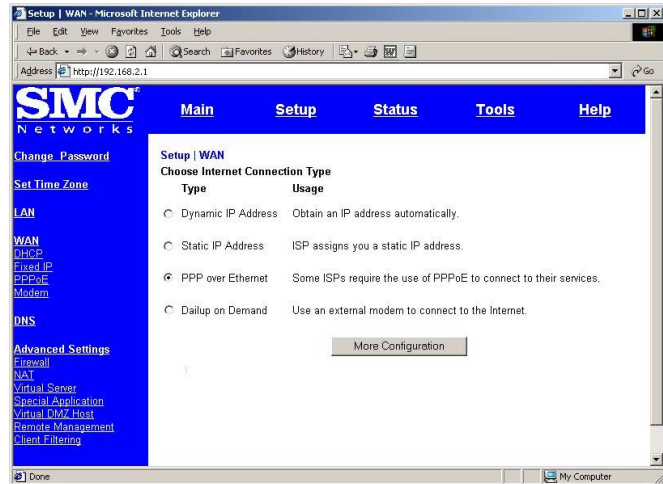 Setup | WAN - Microsoft Internet Explorer
File Edit View Favorites Tools Help
Back Search Favorites History
Address http://192.168.2.1 Go
SMC®
Networks
Main Setup Status Tools Help
Change Password
Set Time Zone
LAN
WAN
DHCP
Fixed IP
PPPoE
Modem
DNS
Advanced Settings
Firewall
NAT
Virtual Server
Special Application
Virtual DMZ Host
Remote Management
Client Filtering
Setup | WAN
Choose Internet Connection Type
Type Usage
Dynamic IP Address Obtain an IP address automatically.
Static IP Address ISP assigns you a static IP address.
PPP over Ethernet Some ISPs require the use of PPPoE to connect to their services.
Dailup on Demand Use an external modem to connect to the Internet.
More Configuration
Done My Computer